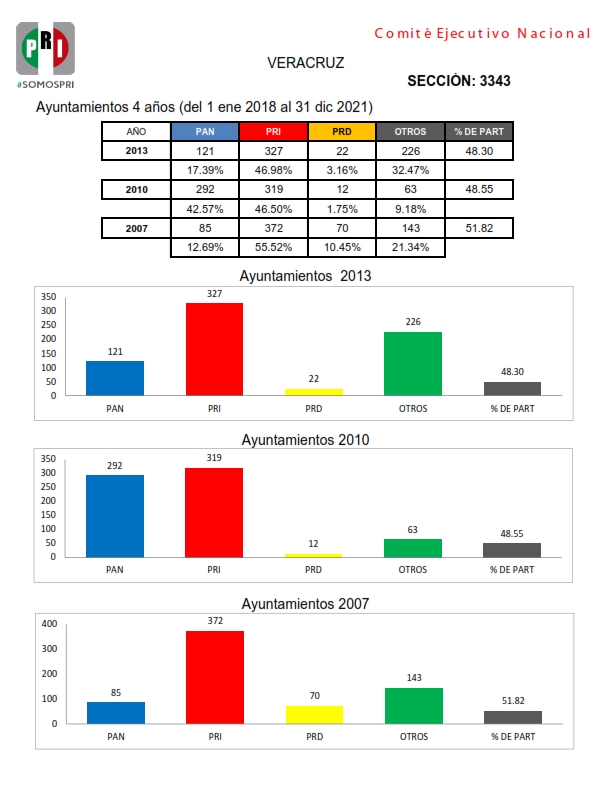 Comité Ejecutivo Nacional
PRI
#SOMOSPRI
VERACRUZ
SECCIÓN: 3343
Ayuntamientos 4 años (del 1 ene 2018 al 31 dic 2021)
AÑO PAN PRI PRD OTROS % DE PART
2013 121 327 22 226 48.30
17.39% 46.98% 3.16% 32.47%
2010 292 319 12 63 48.55
42.57% 46.50% 1.75% 9.18%
2007 85 372 70 143 51.82
12.69% 55.52% 10.45% 21.34%
Ayuntamientos 2013
350
300
250
200
150
100
50
0
121 327 22 226 48.30
PAN PRI PRD OTROS % DE PART
Ayuntamientos 2010
350
300
250
200
150
100
50
0
292 319 12 63 48.55
PAN PRI PRD OTROS % DE PART
Ayuntamientos 2007
400
300
200
100
0
85 372 70 143 51.82
PAN PRI PRD OTROS % DE PART